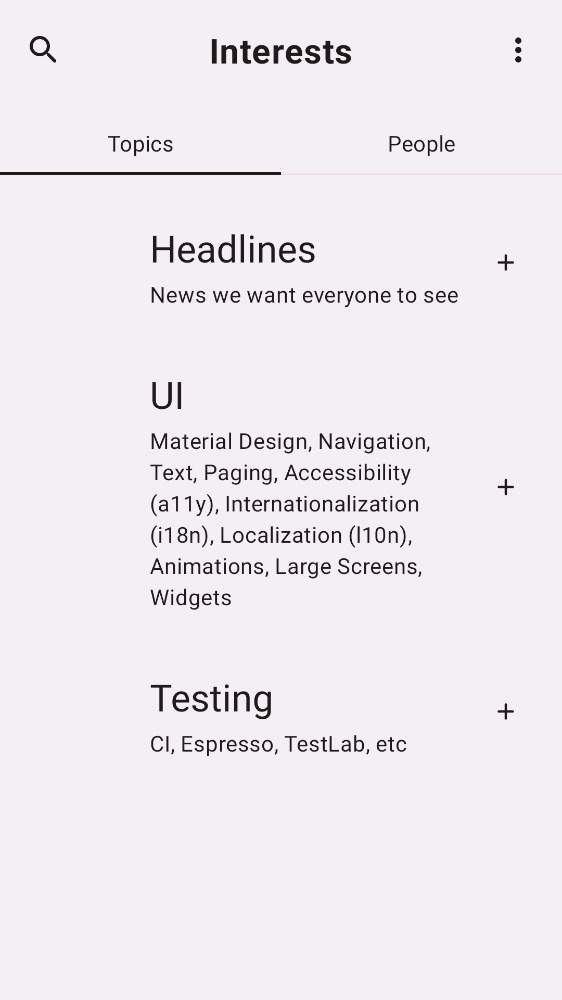 Interests
Topics
People
Headlines
News we want everyone to see
UI
Material Design, Navigation,
Text, Paging, Accessibility
(a11y), Internationalization
(i18n), Localization (l10n),
Animations, Large Screens,
Widgets
Testing
CI, Espresso, TestLab, etc